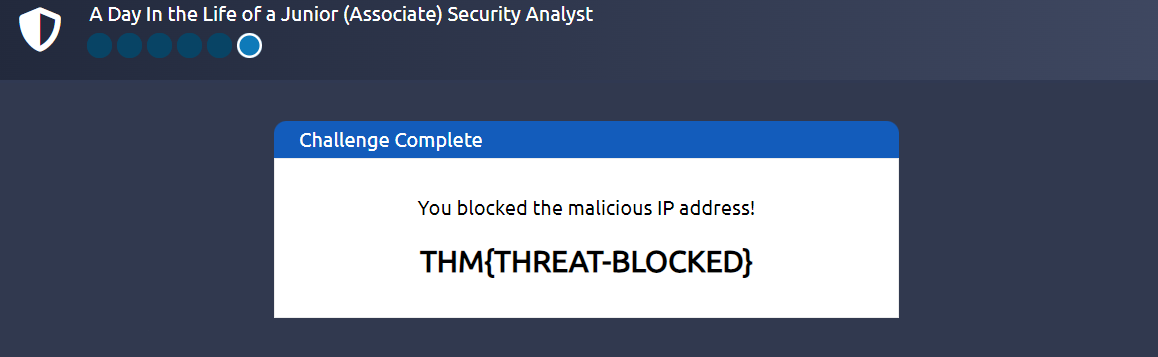 A Day In the Life of a Junior (Associate) Security Analyst
Challenge Complete
You blocked the malicious IP address!
THM{THREAT-BLOCKED}